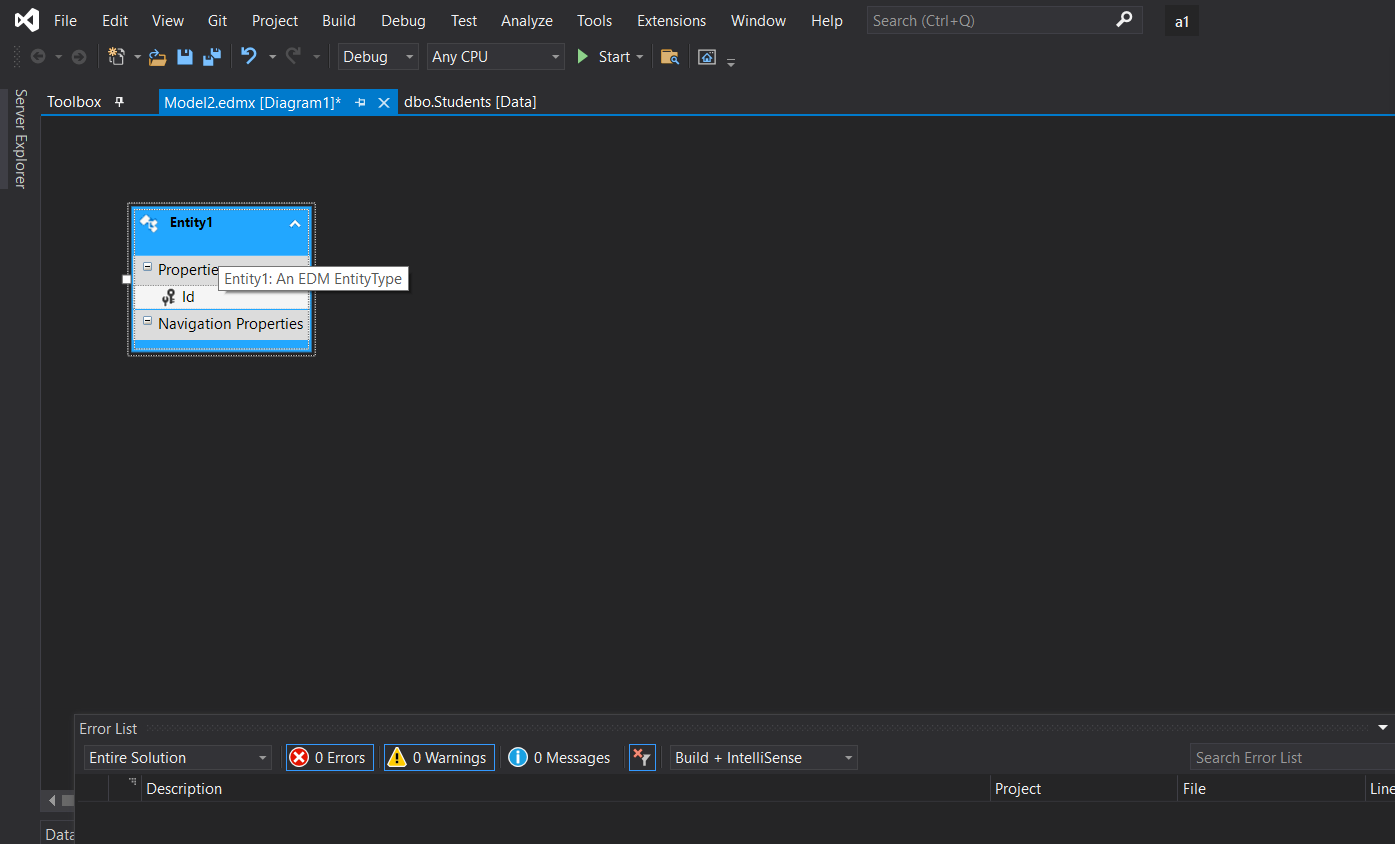 File Edit View Git Project Build Debug Test Analyze Tools Extensions Window Help Search (Ctrl+Q) a1
Debug Any CPU Start
Server Explorer
Toolbox Model2.edmx [Diagram1]* dbo.Students [Data]
Entity1
Properties
Entity1: An EDM EntityType
Id
Navigation Properties
Error List
Entire Solution 0 Errors 0 Warnings 0 Messages Build + IntelliSense Search Error List
Description Project File Line
Data